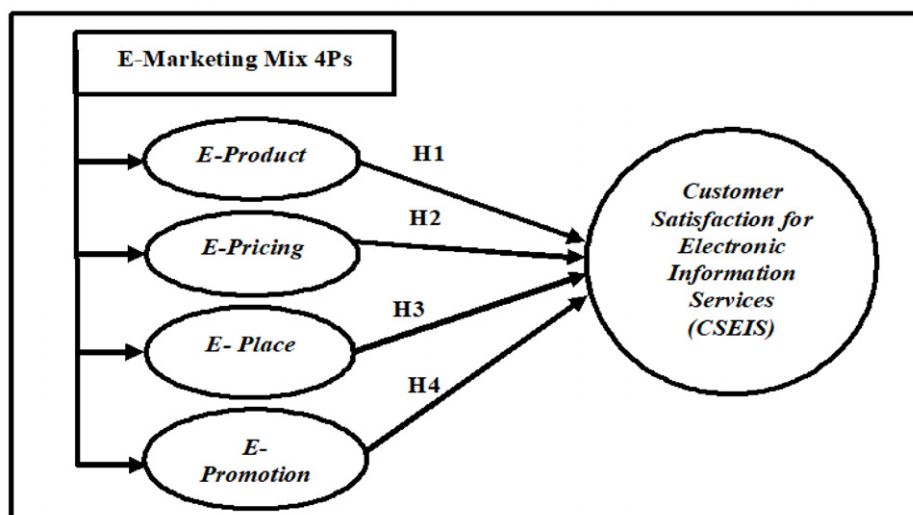 E-Marketing Mix 4Ps
E-Product
H1
E-Pricing
H2
E- Place
H3
E-
Promotion
H4
Customer
Satisfaction for
Electronic
Information
Services
(CSEIS)